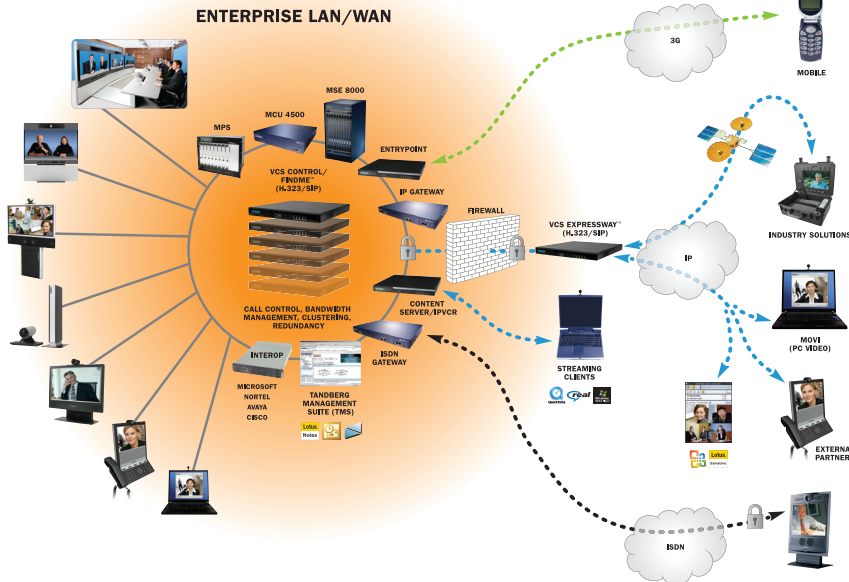 ENTERPRISE LAN/WAN
3G
MOBILE
MSE 8000
MCU 4500
MPS
ENTRYPOINT
VCS CONTROL/
FINDME™
(H.323/SIP)
IP GATEWAY
FIREWALL
VCS EXPRESSWAY™
(H.323/SIP)
INDUSTRY SOLUTIONS
IP
CALL CONTROL, BANDWIDTH
MANAGEMENT, CLUSTERING,
REDUNDANCY
CONTENT
SERVER/IPVCR
MOVI
(PC VIDEO)
INTEROP
ISDN
GATEWAY
STREAMING
CLIENTS
MICROSOFT
NORTEL
AVAYA
CISCO
TANDBERG
MANAGEMENT
SUITE (TMS)
QuickTime
real
Lotus.
Notes
Lotus.
Sametime
EXTERNA
PARTNER
ISDN